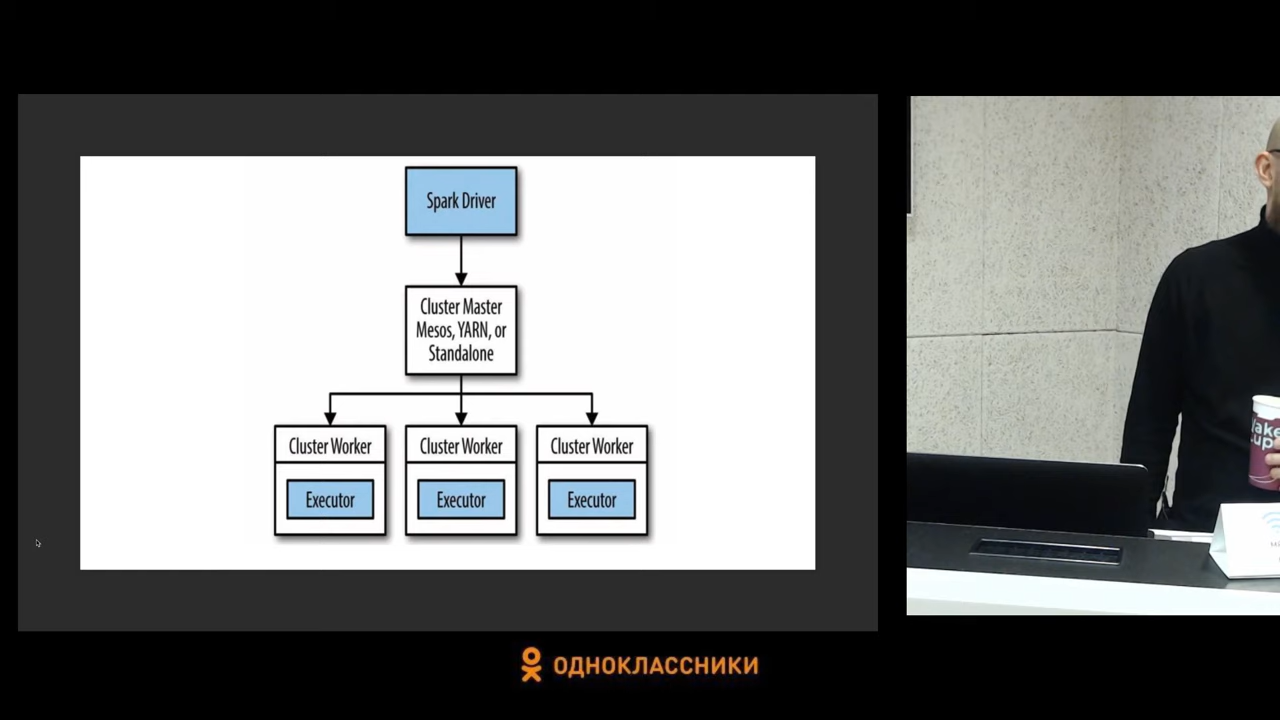 Spark Driver
Cluster Master
Mesos, YARN, or
Standalone
Cluster Worker
Cluster Worker
Cluster Worker
Executor
Executor
Executor
ОДНОКЛАССНИКИ